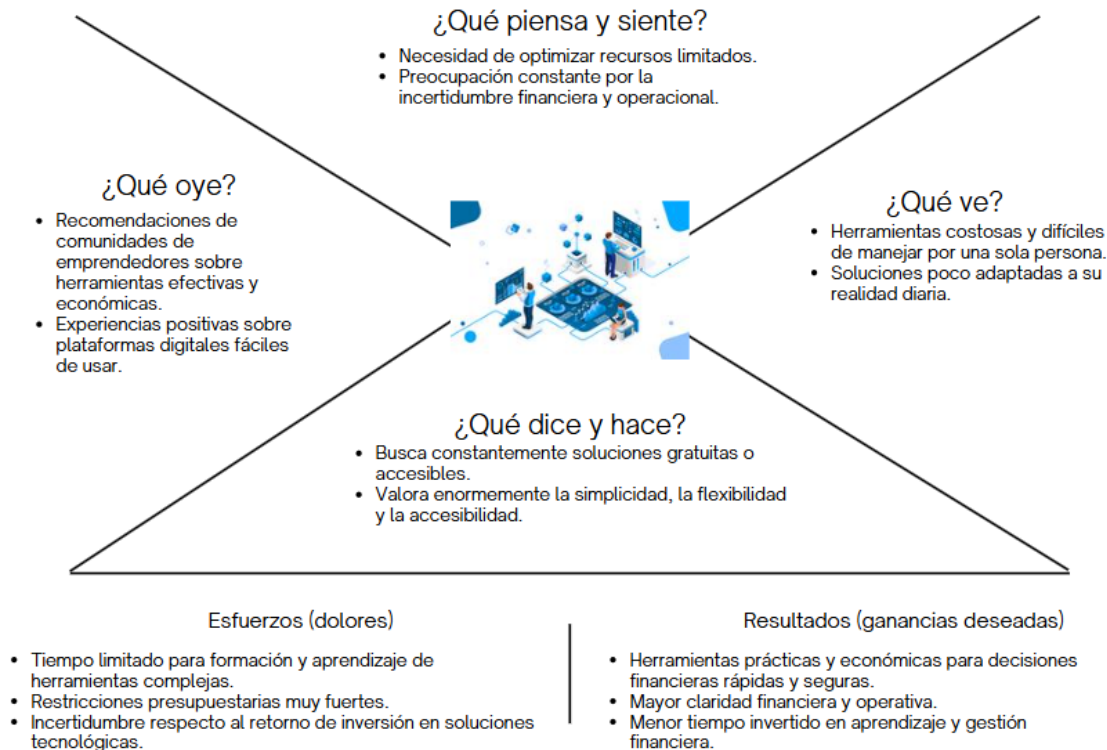 ¿Qué piensa y siente?
• Necesidad de optimizar recursos limitados.
• Preocupación constante por la
incertidumbre financiera y operacional.
¿Qué oye?
• Recomendaciones de
comunidades de
emprendedores sobre
herramientas efectivas y
económicas.
• Experiencias positivas sobre
plataformas digitales fáciles
de usar.
¿Qué ve?
• Herramientas costosas y difíciles
de manejar por una sola persona.
• Soluciones poco adaptadas a su
realidad diaria.
¿Qué dice y hace?
• Busca constantemente soluciones gratuitas o
accesibles.
• Valora enormemente la simplicidad, la flexibilidad
y la accesibilidad.
Esfuerzos (dolores)
• Tiempo limitado para formación y aprendizaje de
herramientas complejas.
• Restricciones presupuestarias muy fuertes.
• Incertidumbre respecto al retorno de inversión en soluciones
tecnológicas.
Resultados (ganancias deseadas)
• Herramientas prácticas y económicas para decisiones
financieras rápidas y seguras.
• Mayor claridad financiera y operativa.
• Menor tiempo invertido en aprendizaje y gestión
financiera.